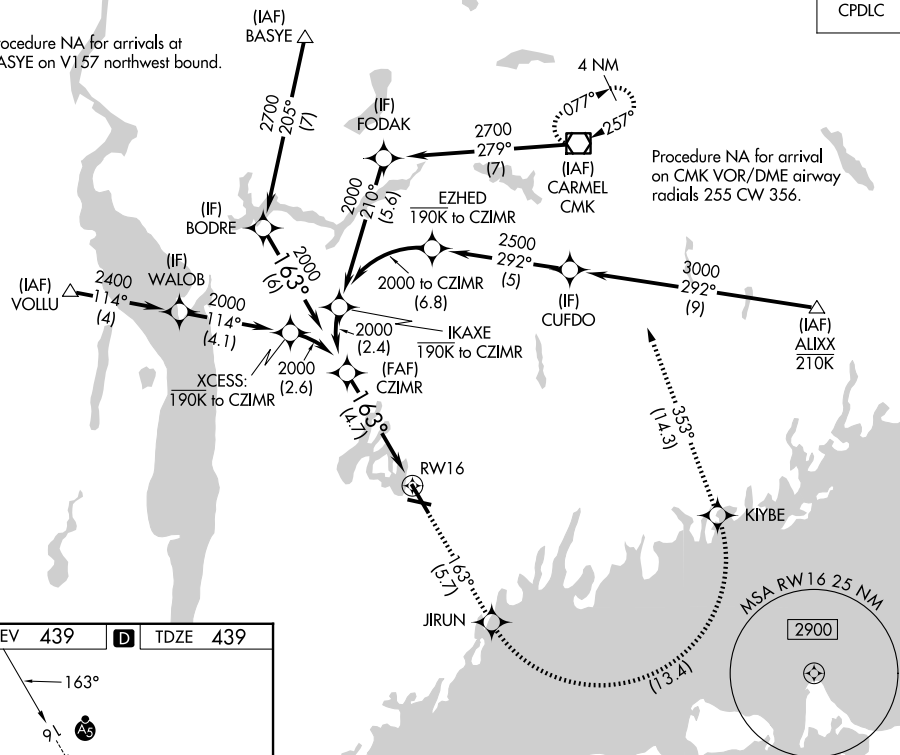 CPDLC
(IAF)
BASYE
rocedure NA for arrivals at
ASYE on V157 northwest bound.
4 NM
077°
257°
2700
205°
(7)
(IF)
FODAK
2700
279°
(7)
(IAF)
CARMEL
CMK
Procedure NA for arrival
on CMK VOR/DME airway
radials 255 CW 356.
2000
210°
(5.6)
EZHED
190K to CZIMR
(IF)
BODRE
2000
163°
(6)
2500
292°
(5)
(IF)
WALOB
(IAF)
VOLLU
2400
114°
(4)
2000
114°
(4.1)
2000 to CZIMR
(6.8)
(IF)
CUFDO
3000
292°
(9)
(IAF)
ALIXX
210K
2000
(2.4)
IKAXE
190K to CZIMR
XCESS:
190K to CZIMR
2000
(2.6)
(FAF)
CZIMR
163°
(4.7)
353°
(14.3)
RW16
KIYBE
163°
(5.7)
JIRUN
(13.4)
MSA RW16 25 NM
2900
EV 439
D
TDZE 439
163°
9
A5